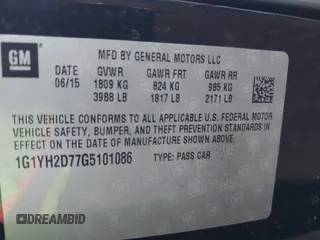 GM
MFD BY GENERAL MOTORS LLC
DATE GVWR GAWR FRT GAWR RR
06/15 1809 KG 824 KG 985 KG
3988 LB 1817 LB 2171 LB
THIS VEHICLE CONFORMS TO ALL APPLICABLE U.S. FEDERAL MOTOR
VEHICLE SAFETY, BUMPER, AND THEFT PREVENTION STANDARDS
IN EFFECT ON THE DATE OF MANUFACTURE SHOWN ABOVE.
1G1YH2D77G5101086 TYPE: PASS CAR
DREAMBID